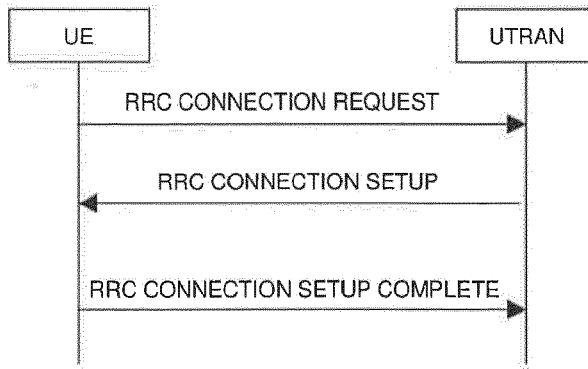 UE
UTRAN
RRC CONNECTION REQUEST
RRC CONNECTION SETUP
RRC CONNECTION SETUP COMPLETE